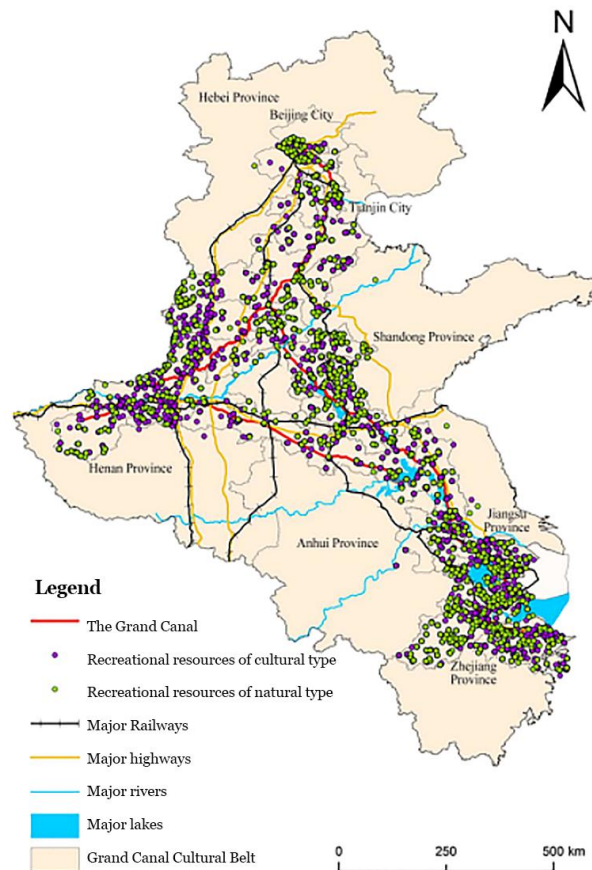 N
Hebei Province
Beijing City
Tianjin City
Shandong Province
Henan Province
Jiangsu
Province
Anhui Province
Zhejiang
Province
Legend
The Grand Canal
Recreational resources of cultural type
Recreational resources of natural type
Major Railways
Major highways
Major rivers
Major lakes
Grand Canal Cultural Belt
0 250 500 km